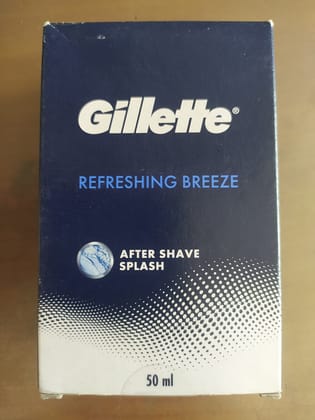 Gillette®
REFRESHING BREEZE
AFTER SHAVE
SPLASH
50 ml